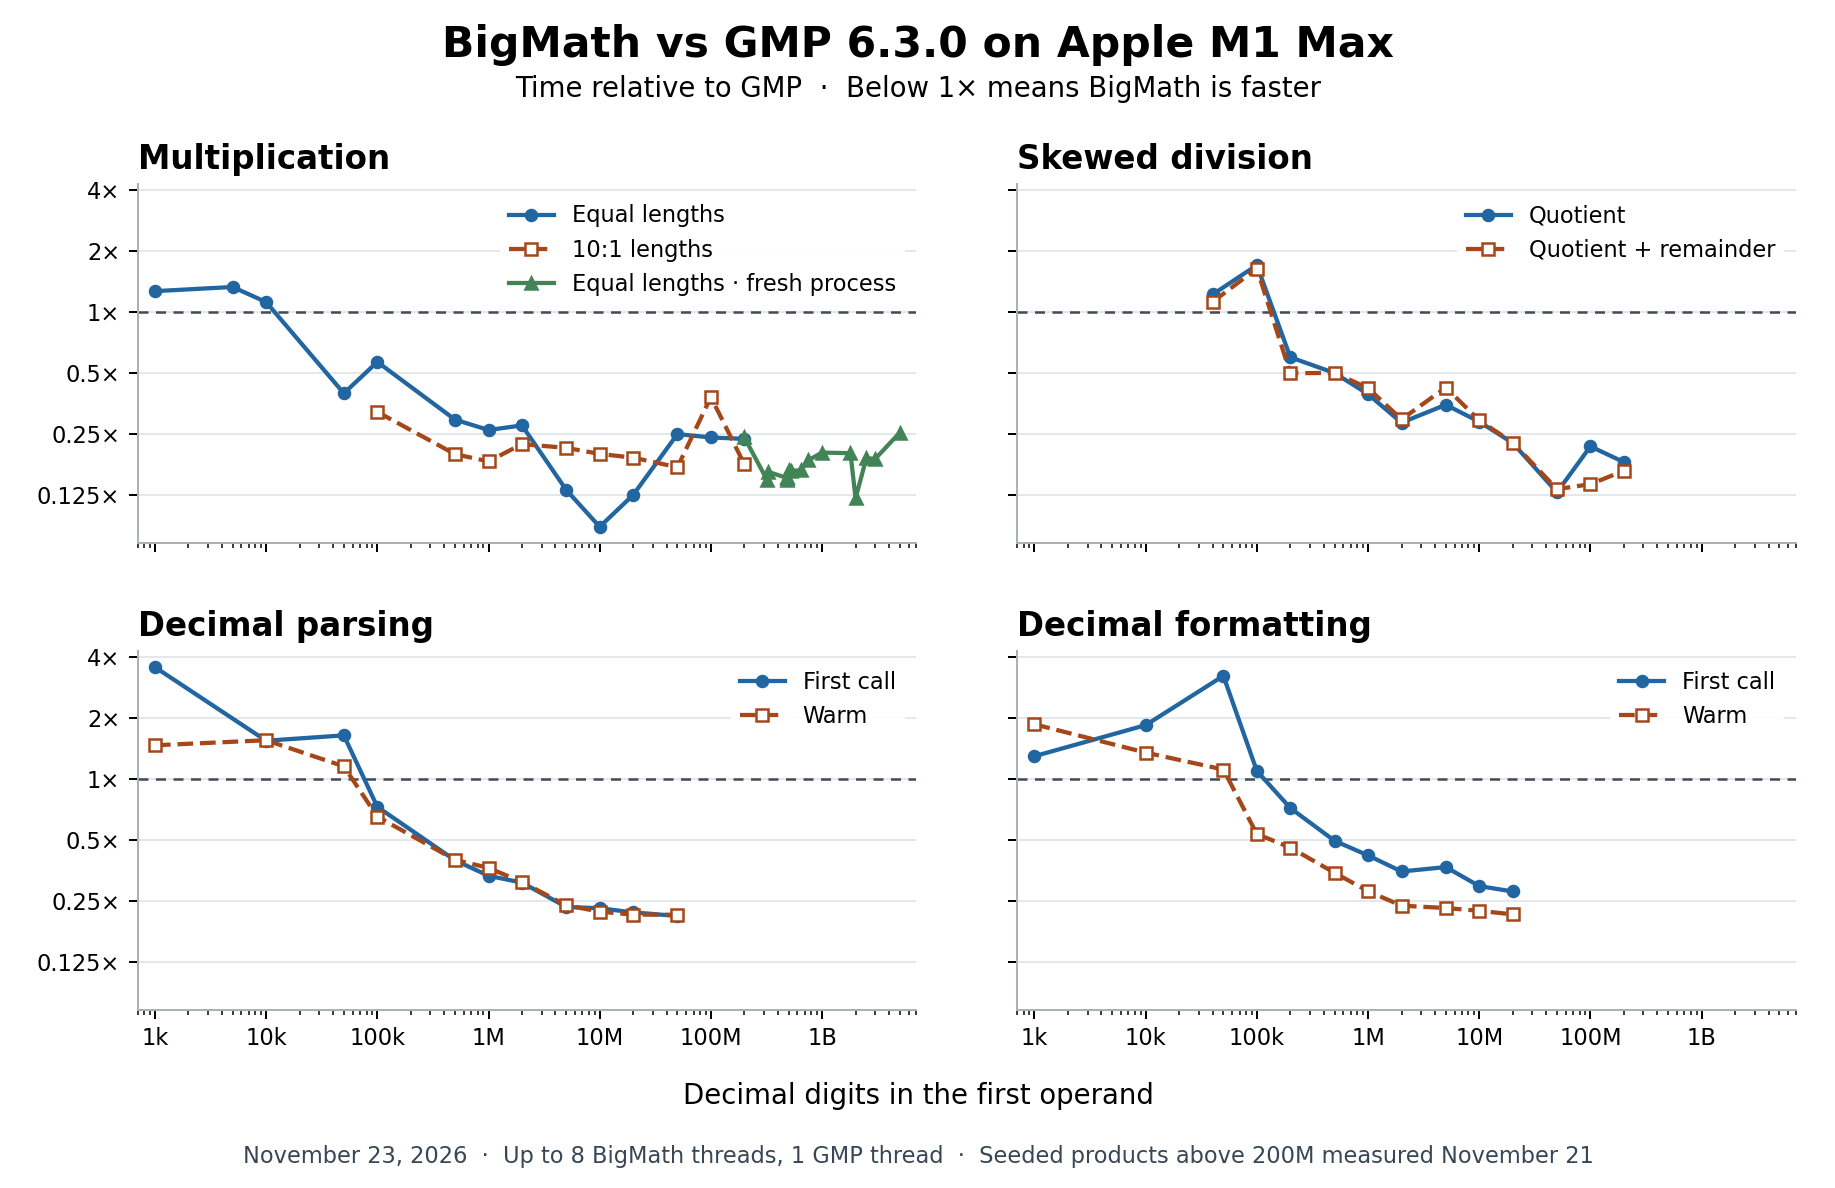 BigMath vs GMP 6.3.0 on Apple M1 Max
Time relative to GMP · Below 1× means BigMath is faster
Multiplication
4×
2×
1×
0.5×
0.25×
0.125×
Equal lengths
10:1 lengths
Equal lengths · fresh process
Skewed division
Quotient
Quotient + remainder
Decimal parsing
4×
2×
1×
0.5×
0.25×
0.125×
First call
Warm
1k 10k 100k 1M 10M 100M 1B
Decimal formatting
First call
Warm
1k 10k 100k 1M 10M 100M 1B
Decimal digits in the first operand
November 23, 2026 · Up to 8 BigMath threads, 1 GMP thread · Seeded products above 200M measured November 21